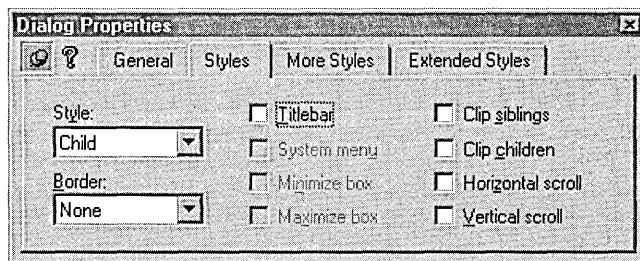 Dialog Properties
General Styles More Styles Extended Styles
Style:
Child
Border:
None
Titlebar
System menu
Minimize box
Maximize box
Clip siblings
Clip children
Horizontal scroll
Vertical scroll